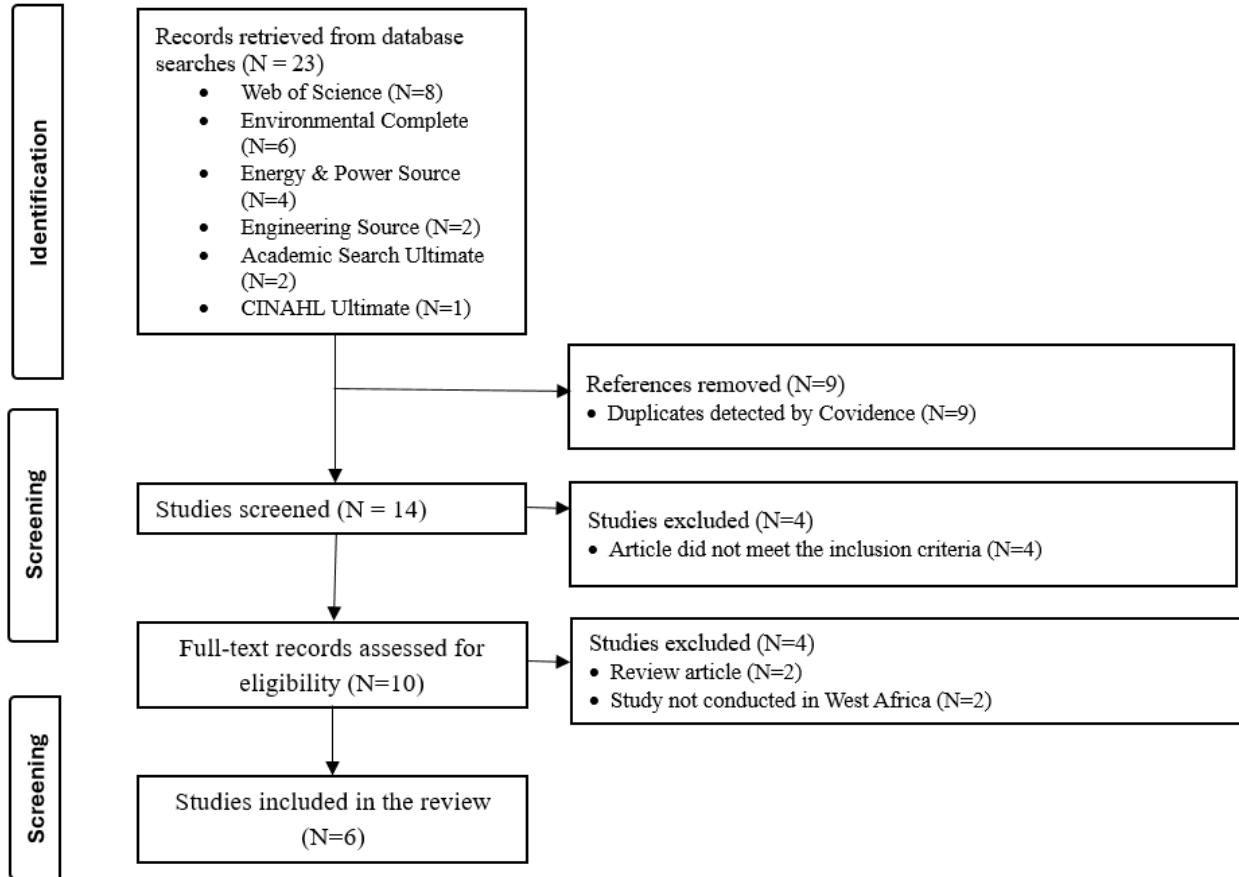 Identification
Records retrieved from database
searches (N = 23)
• Web of Science (N=8)
• Environmental Complete
(N=6)
• Energy & Power Source
(N=4)
• Engineering Source (N=2)
• Academic Search Ultimate
(N=2)
• CINAHL Ultimate (N=1)
References removed (N=9)
• Duplicates detected by Covidence (N=9)
Screening
Studies screened (N = 14)
Studies excluded (N=4)
• Article did not meet the inclusion criteria (N=4)
Full-text records assessed for
eligibility (N=10)
Studies excluded (N=4)
• Review article (N=2)
• Study not conducted in West Africa (N=2)
Screening
Studies included in the review
(N=6)